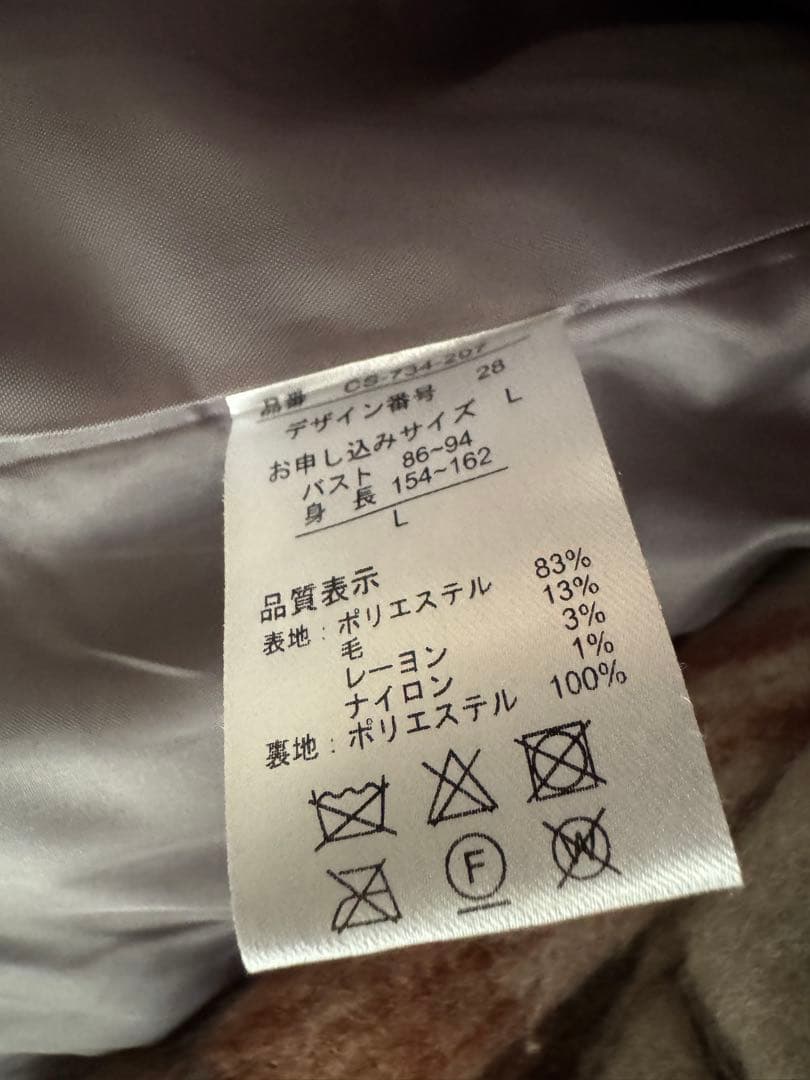 品番 CS-734-207
デザイン番号 28
お申し込みサイズ L
バスト 86~94
身 長 154~162
L
品質表示
表地:ポリエステル 83%
毛 13%
レーヨン 3%
ナイロン 1%
裏地:ポリエステル 100%
F W